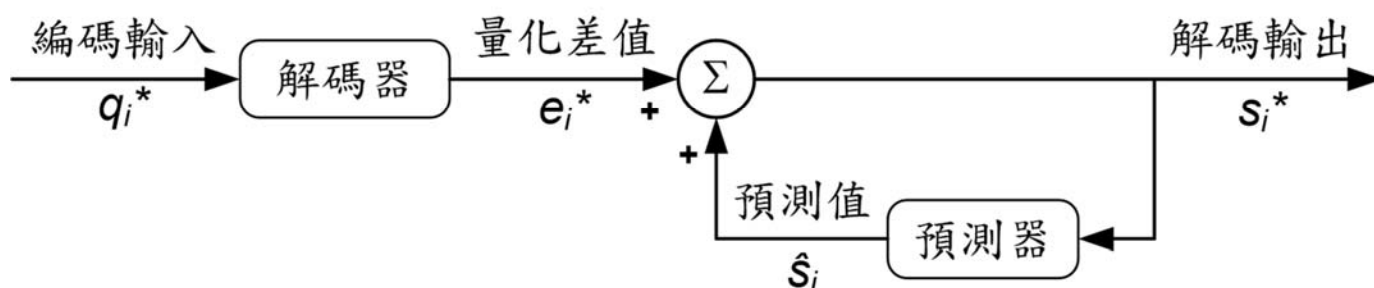 編碼輸入
q_i*
解碼器
量化差值
e_i*
+
Σ
+
解碼輸出
s_i*
預測值
ŝ_i
預測器